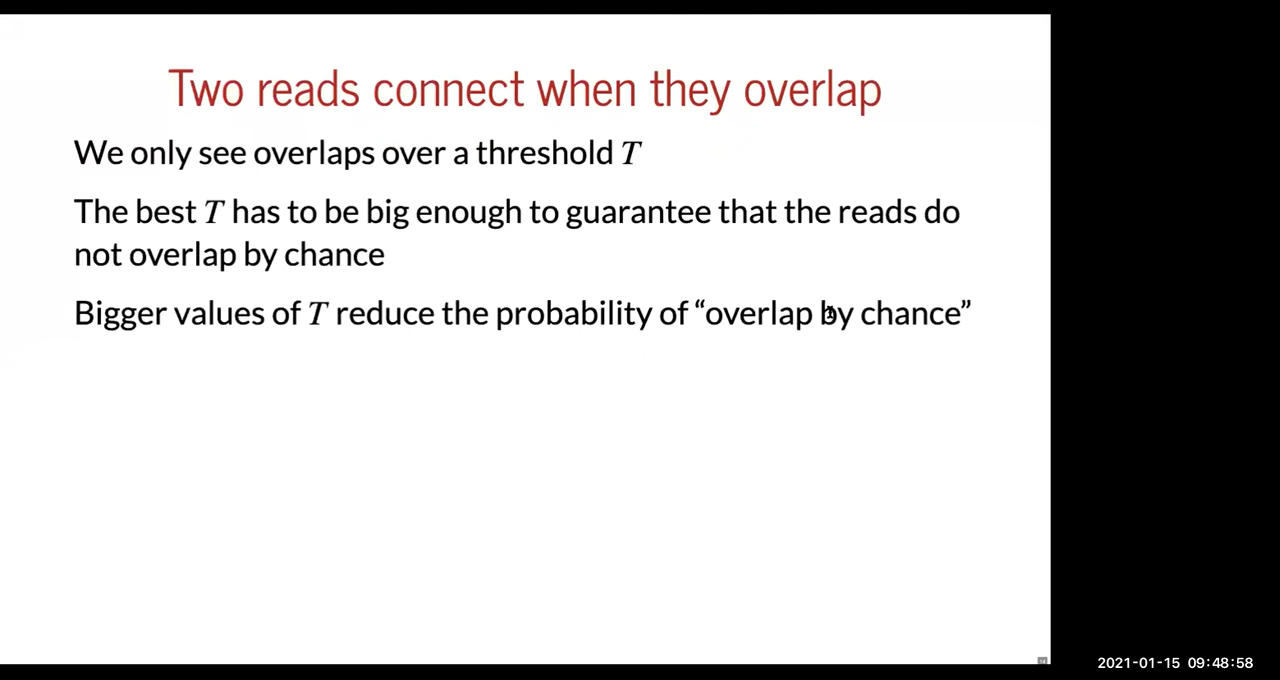 Two reads connect when they overlap
We only see overlaps over a threshold T
The best T has to be big enough to guarantee that the reads do
not overlap by chance
Bigger values of T reduce the probability of “overlap by chance”
2021-01-15 09:48:58